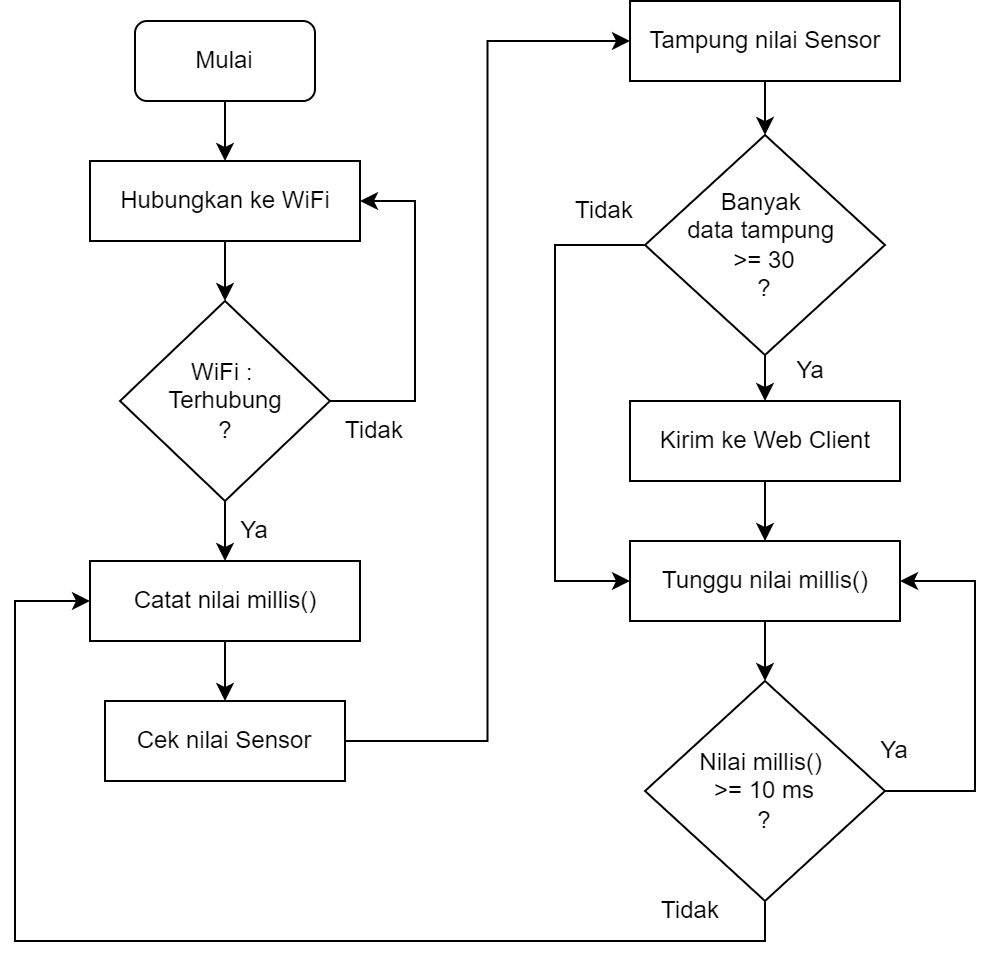 Mulai
Hubungkan ke WiFi
WiFi :
Terhubung
?
Tidak
Ya
Catat nilai millis()
Cek nilai Sensor
Tampung nilai Sensor
Banyak
data tampung
>= 30
?
Tidak
Ya
Kirim ke Web Client
Tunggu nilai millis()
Nilai millis()
>= 10 ms
?
Ya
Tidak